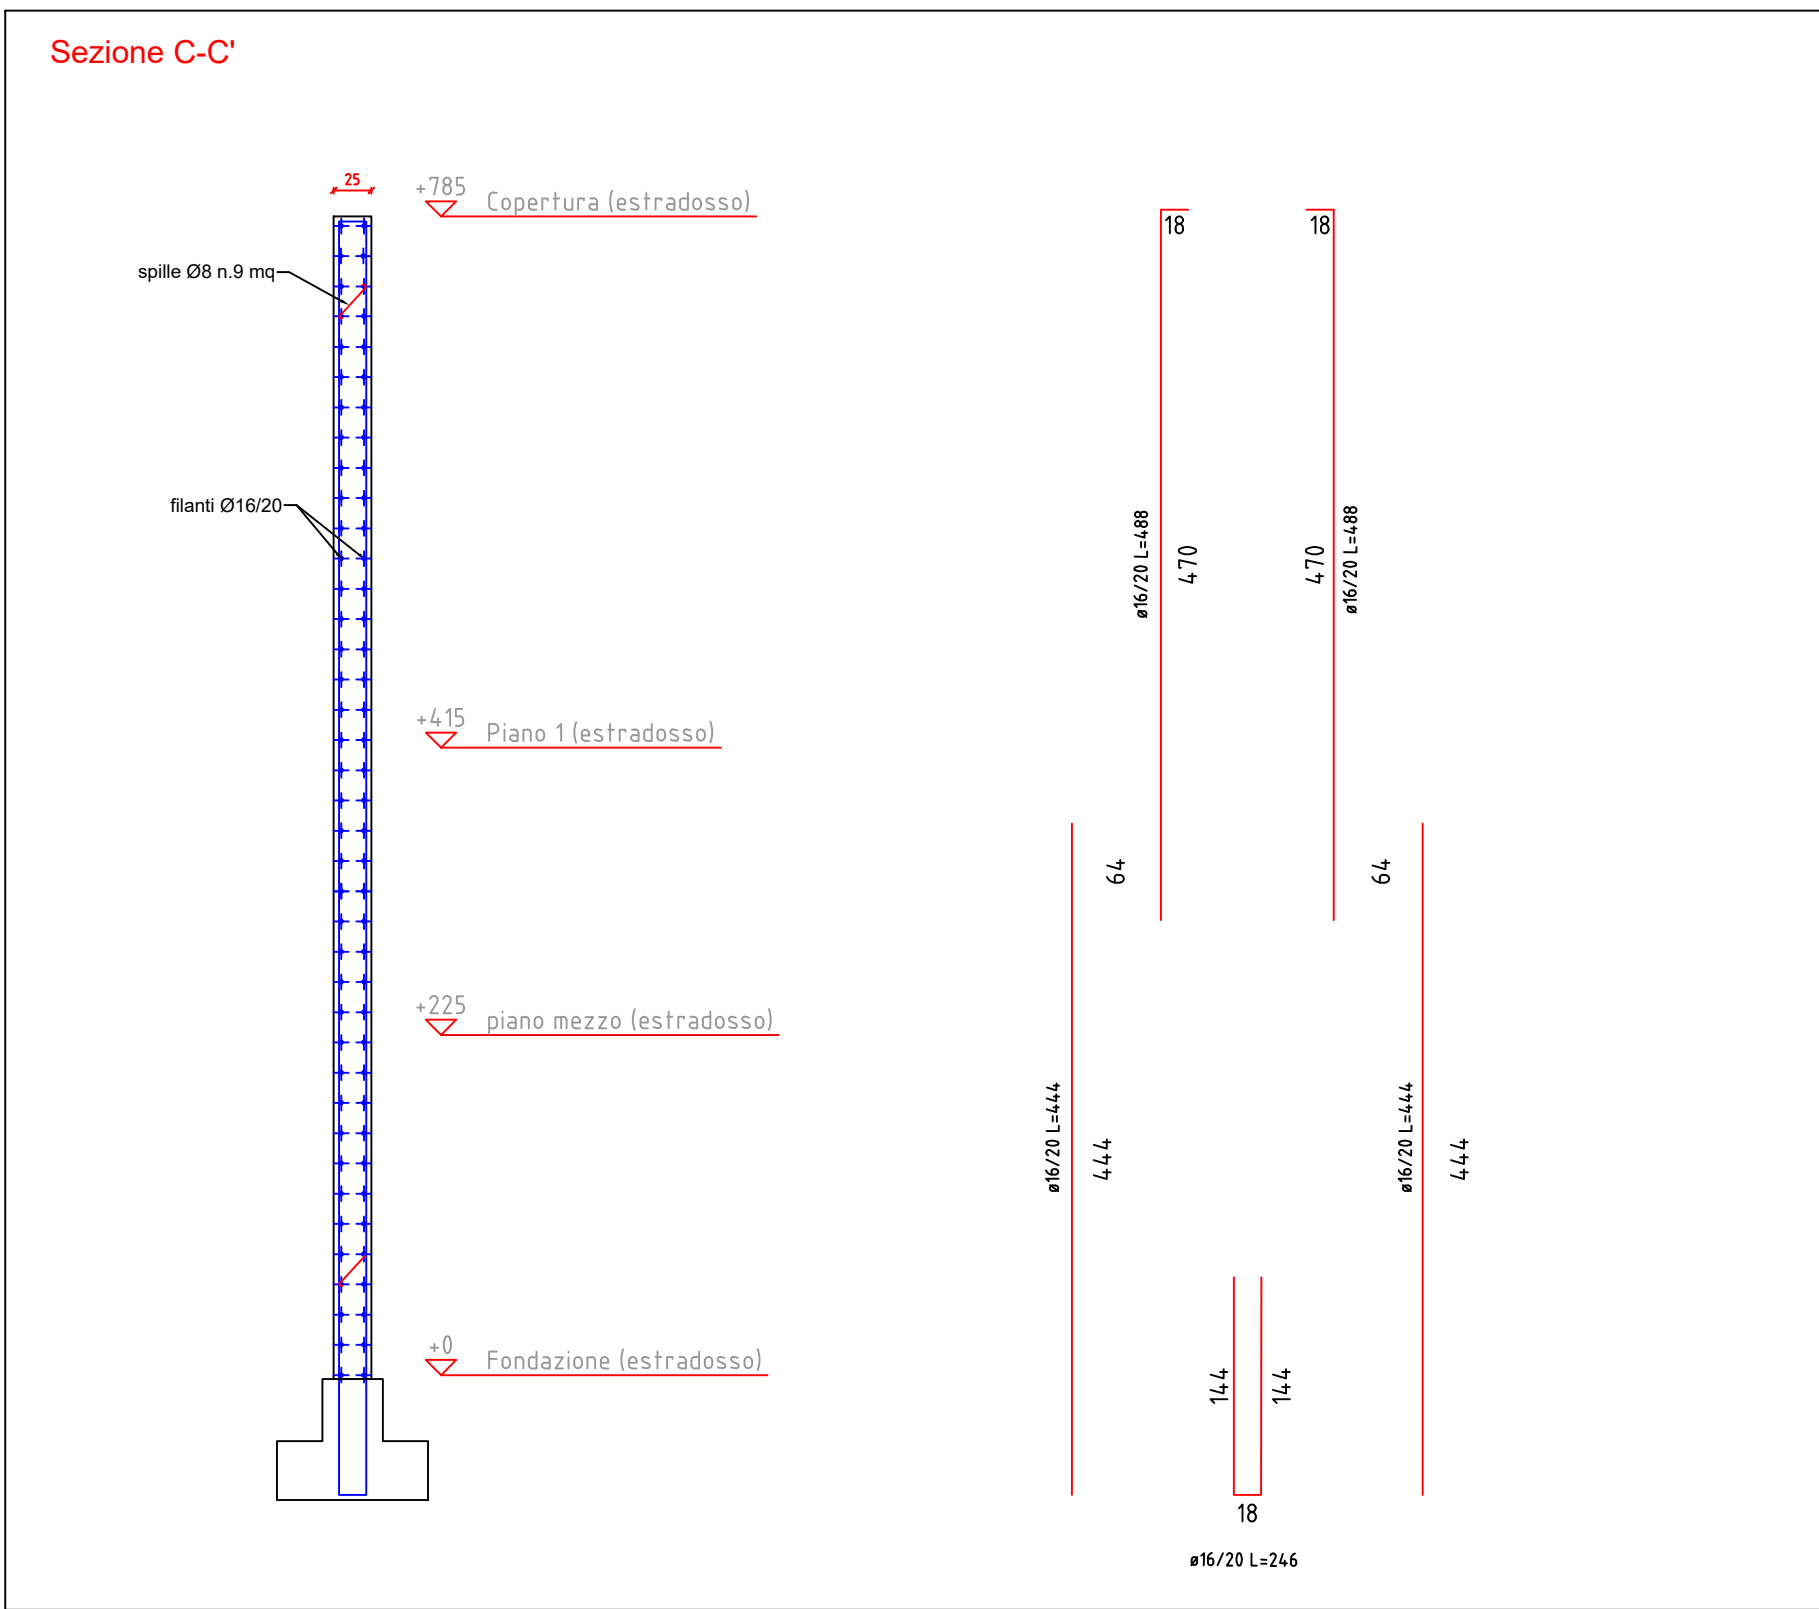 Sezione C-C'
25
+785
Copertura (estradosso)
18
18
spille Ø8 n.9 mq
filanti Ø16/20
ø16/20 L=488
470
470
ø16/20 L=488
+415
Piano 1 (estradosso)
64
64
+225
piano mezzo (estradosso)
ø16/20 L=444
444
ø16/20 L=444
444
+0
Fondazione (estradosso)
144
144
18
ø16/20 L=246